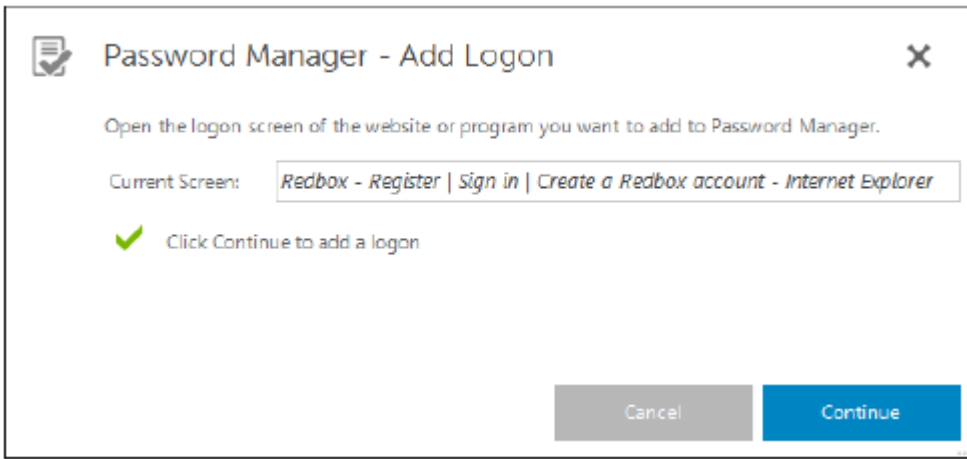 Password Manager - Add Logon
Open the logon screen of the website or program you want to add to Password Manager.
Current Screen: Redbox - Register | Sign in | Create a Redbox account - Internet Explorer
Click Continue to add a logon
Cancel Continue